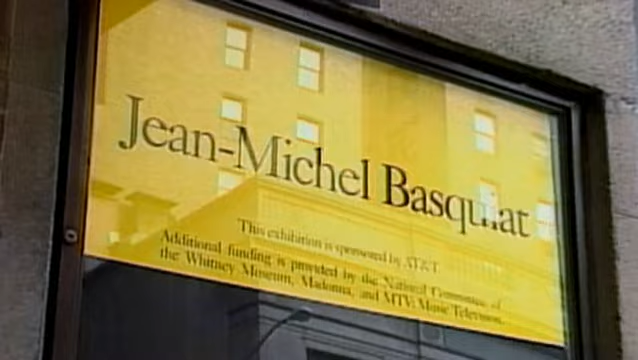 Jean-Michel Basquiat
This exhibition is sponsored by AT&T
Additional funding is provided by the National Committee of
the Whitney Museum, Madonna, and MTV: Music Television.